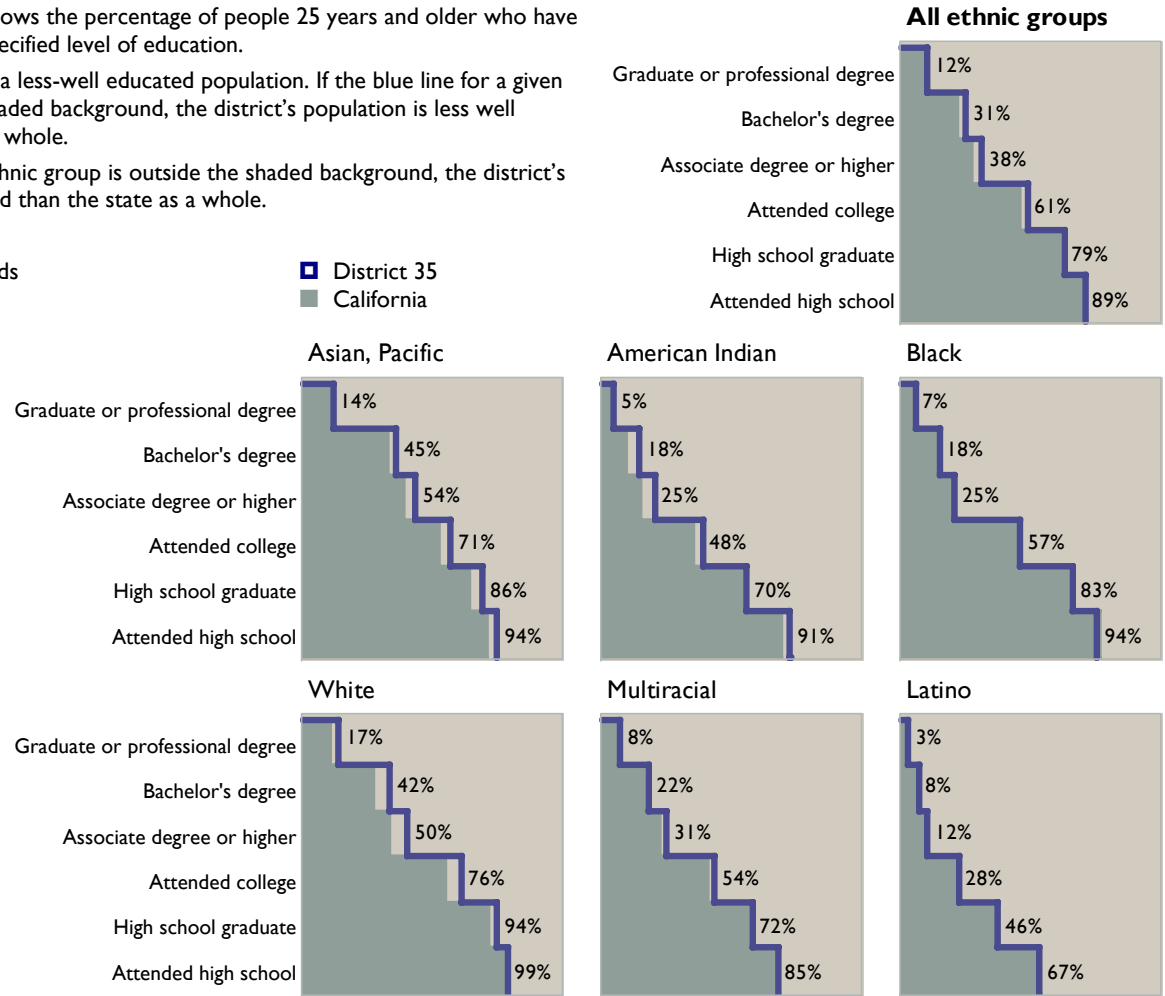 ows the percentage of people 25 years and older who have
ecified level of education.
a less-well educated population. If the blue line for a given
aded background, the district's population is less well
whole.
hnic group is outside the shaded background, the district's
d than the state as a whole.
ds
District 35
California
All ethnic groups
Graduate or professional degree 12%
Bachelor's degree 31%
Associate degree or higher 38%
Attended college 61%
High school graduate 79%
Attended high school 89%
Asian, Pacific American Indian Black
Graduate or professional degree 14% 5% 7%
Bachelor's degree 45% 18% 18%
Associate degree or higher 54% 25% 25%
Attended college 71% 48% 57%
High school graduate 86% 70% 83%
Attended high school 94% 91% 94%
White Multiracial Latino
Graduate or professional degree 17% 8% 3%
Bachelor's degree 42% 22% 8%
Associate degree or higher 50% 31% 12%
Attended college 76% 54% 28%
High school graduate 94% 72% 46%
Attended high school 99% 85% 67%